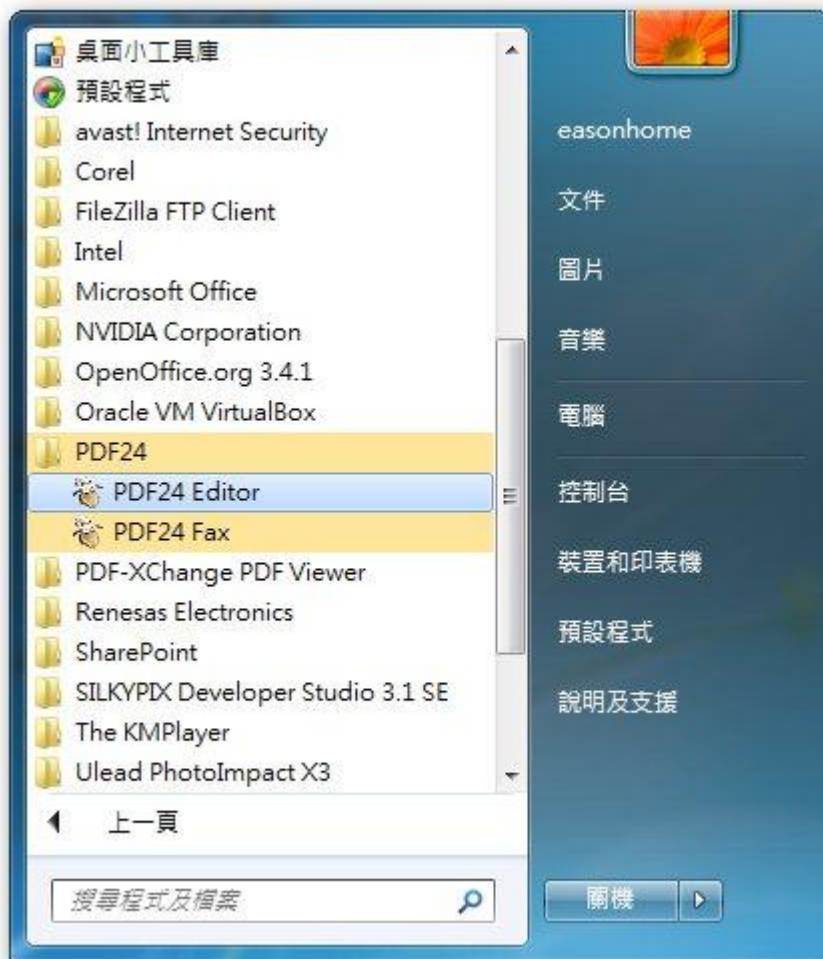 桌面小工具庫
預設程式
avast! Internet Security
Corel
FileZilla FTP Client
Intel
Microsoft Office
NVIDIA Corporation
OpenOffice.org 3.4.1
Oracle VM VirtualBox
PDF24
PDF24 Editor
PDF24 Fax
PDF-XChange PDF Viewer
Renesas Electronics
SharePoint
SILKYPIX Developer Studio 3.1 SE
The KMPlayer
Ulead PhotoImpact X3
上一頁
搜尋程式及檔案
easonhome
文件
圖片
音樂
電腦
控制台
裝置和印表機
預設程式
說明及支援
關機